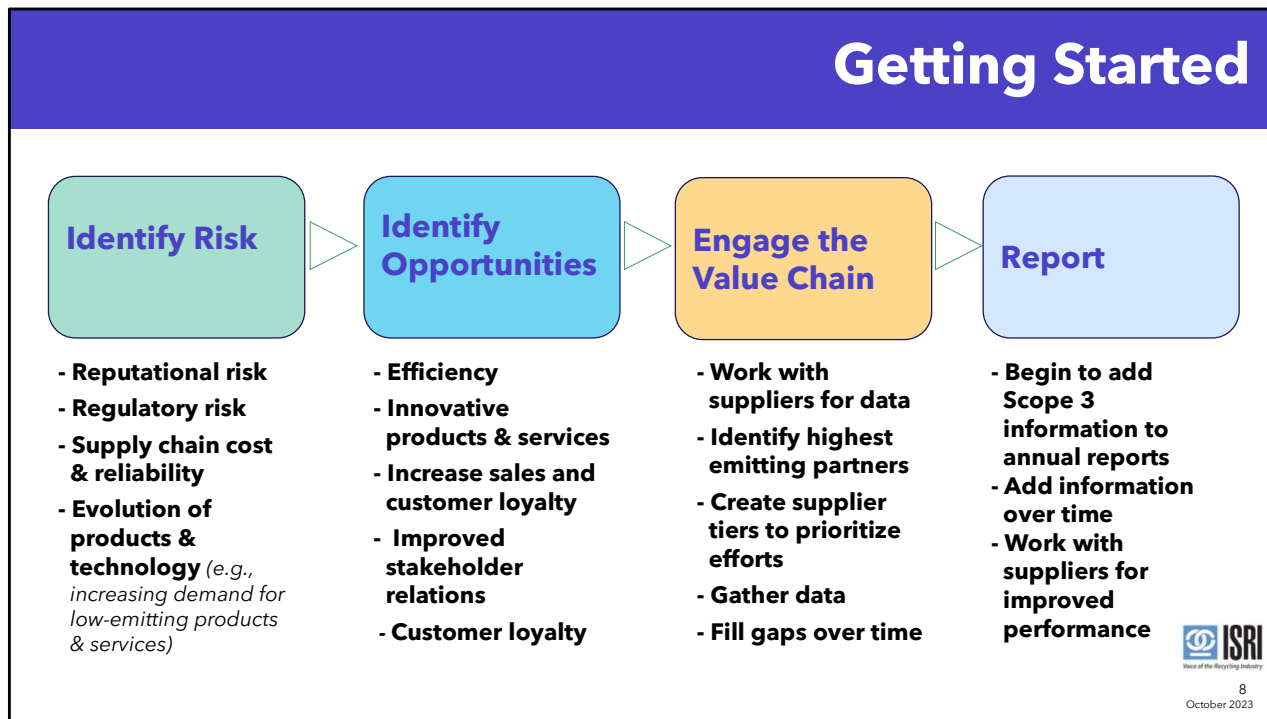 Getting Started
Identify Risk
- Reputational risk
- Regulatory risk
- Supply chain cost
& reliability
- Evolution of
products &
technology (e.g.,
increasing demand for
low-emitting products
& services)
Identify
Opportunities
- Efficiency
- Innovative
products & services
- Increase sales and
customer loyalty
- Improved
stakeholder
relations
- Customer loyalty
Engage the
Value Chain
- Work with
suppliers for data
- Identify highest
emitting partners
- Create supplier
tiers to prioritize
efforts
- Gather data
- Fill gaps over time
Report
- Begin to add
Scope 3
information to
annual reports
- Add information
over time
- Work with
suppliers for
improved
performance
ISRI
Voice of the Recycling Industry
8
October 2023